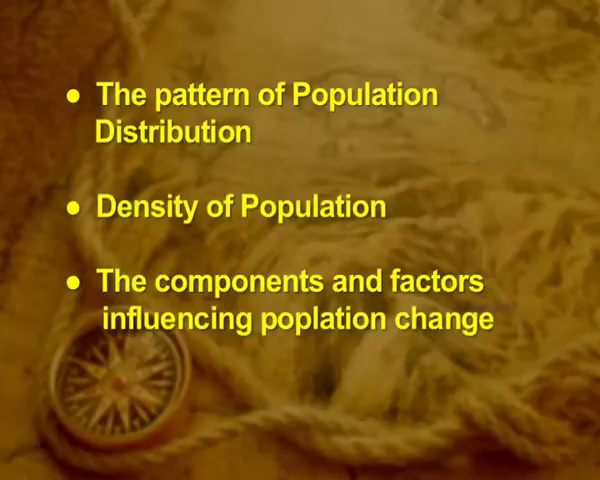 ● The pattern of Population
Distribution
● Density of Population
● The components and factors
influencing poplation change